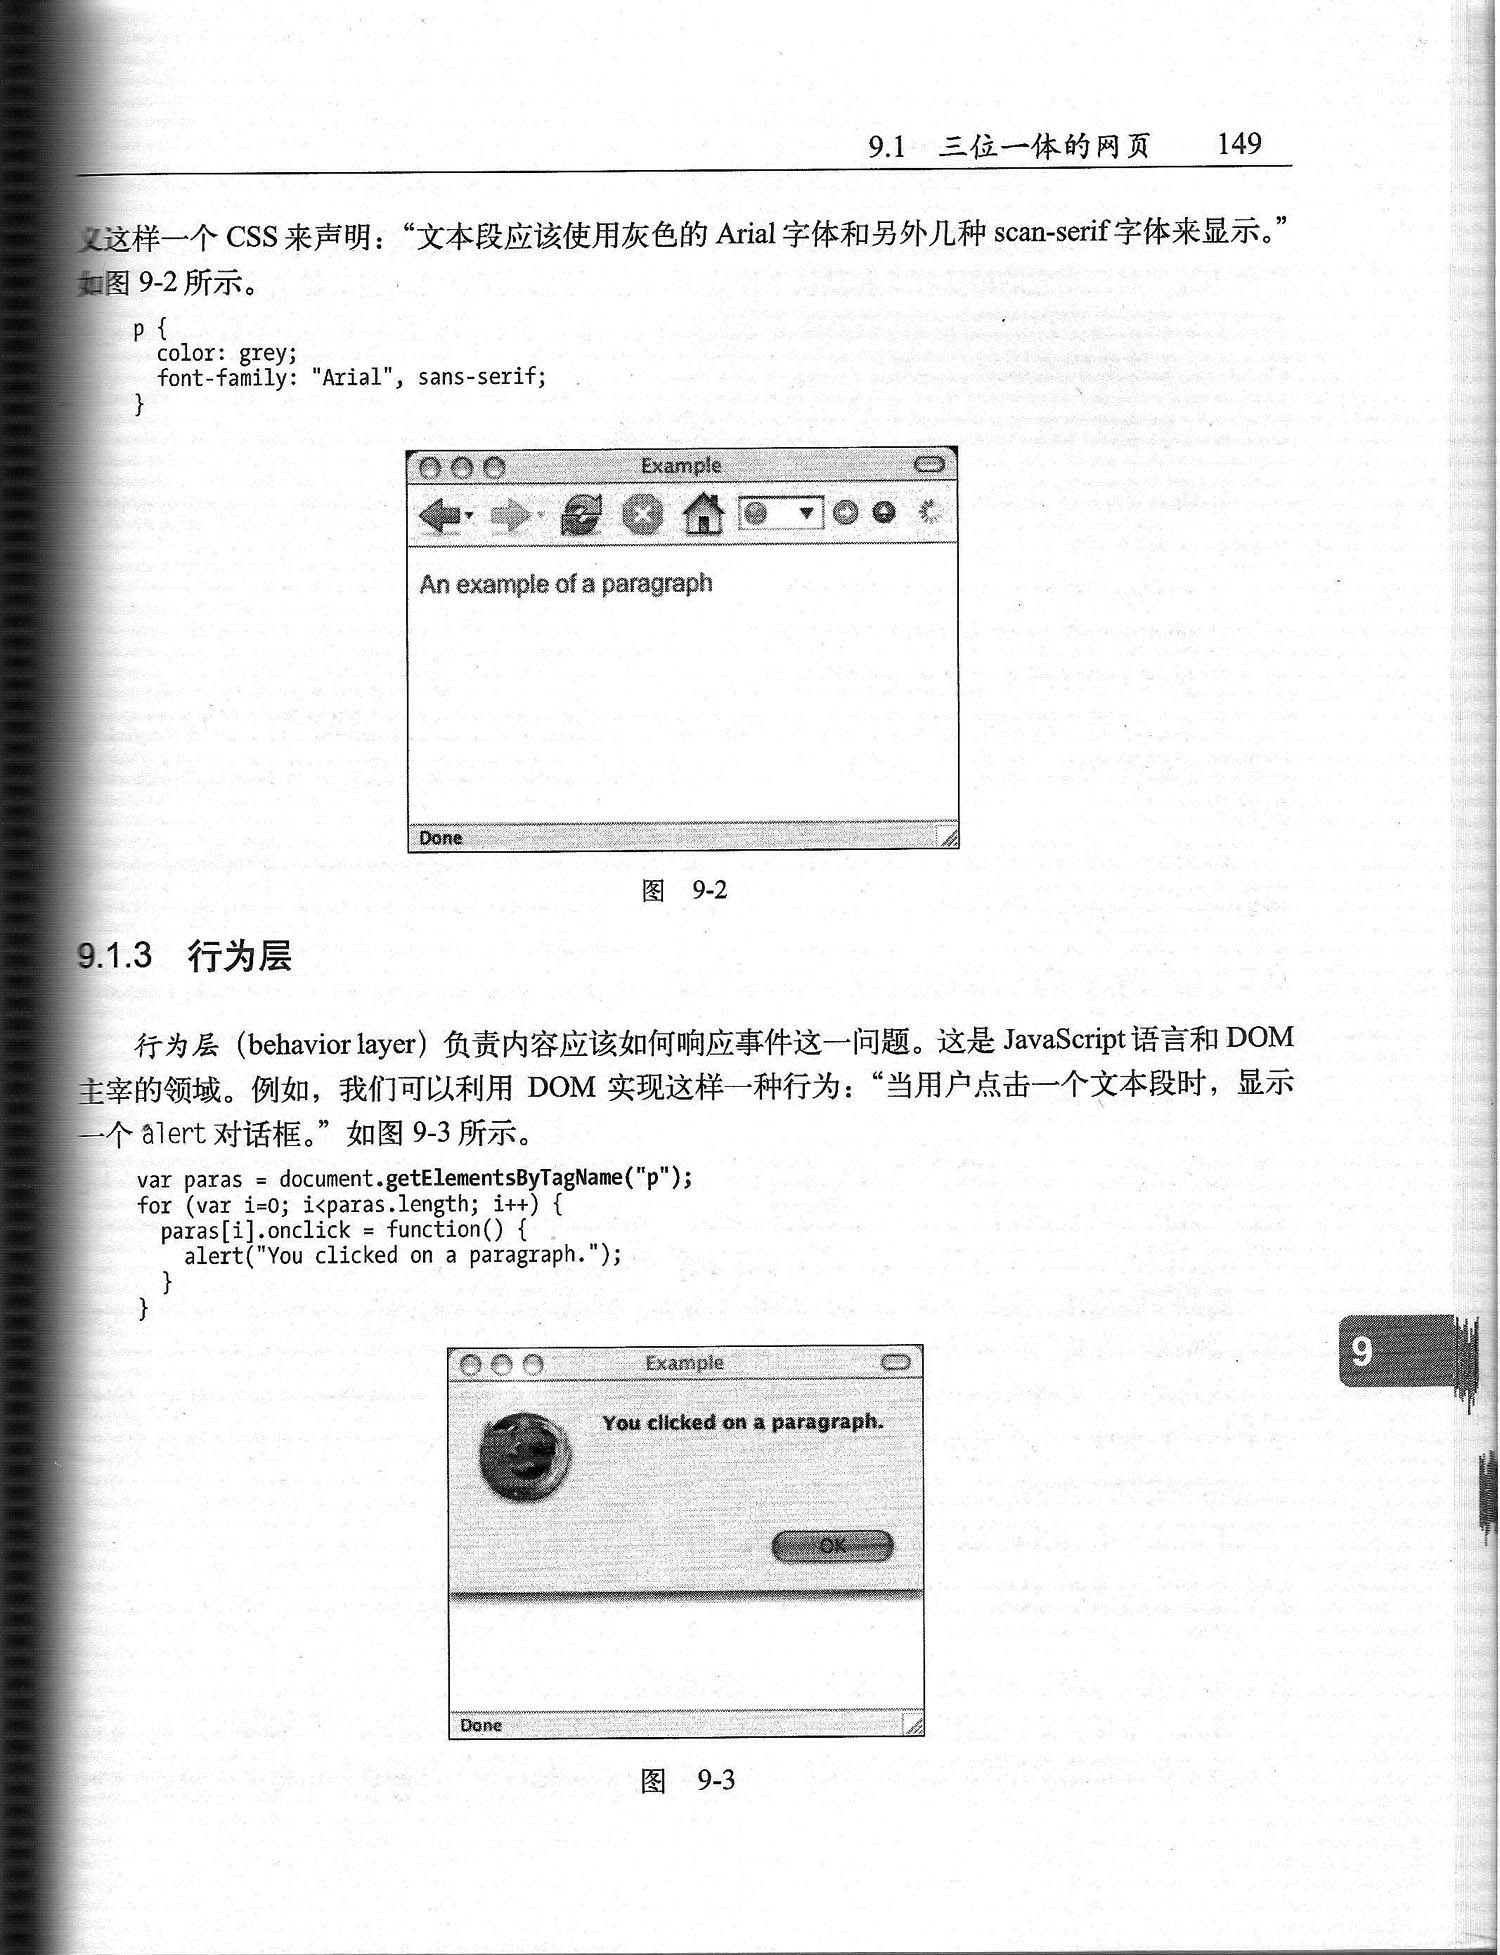 9.1 三位一体的网页 149
义这样一个 CSS 来声明：“文本段应该使用灰色的 Arial 字体和另外几种 scan-serif 字体来显示。”
如图 9-2 所示。
p {
  color: grey;
  font-family: "Arial", sans-serif;
}
Example
An example of a paragraph
Done
图 9-2
9.1.3 行为层
行为层（behavior layer）负责内容应该如何响应事件这一问题。这是 JavaScript 语言和 DOM
主宰的领域。例如，我们可以利用 DOM 实现这样一种行为：“当用户点击一个文本段时，显示
一个 alert 对话框。”如图 9-3 所示。
var paras = document.getElementsByTagName("p");
for (var i=0; i<paras.length; i++) {
  paras[i].onclick = function() {
    alert("You clicked on a paragraph.");
  }
}
9
Example
You clicked on a paragraph.
OK
Done
图 9-3